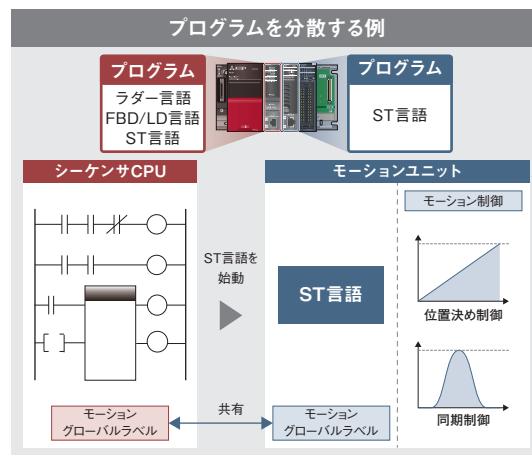 プログラムを分散する例
プログラム
ラダー言語
FBD/LD言語
ST言語
プログラム
ST言語
シーケンサCPU
モーションユニット
ST言語を
始動
ST言語
モーション制御
位置決め制御
同期制御
モーション
グローバルラベル
共有
モーション
グローバルラベル